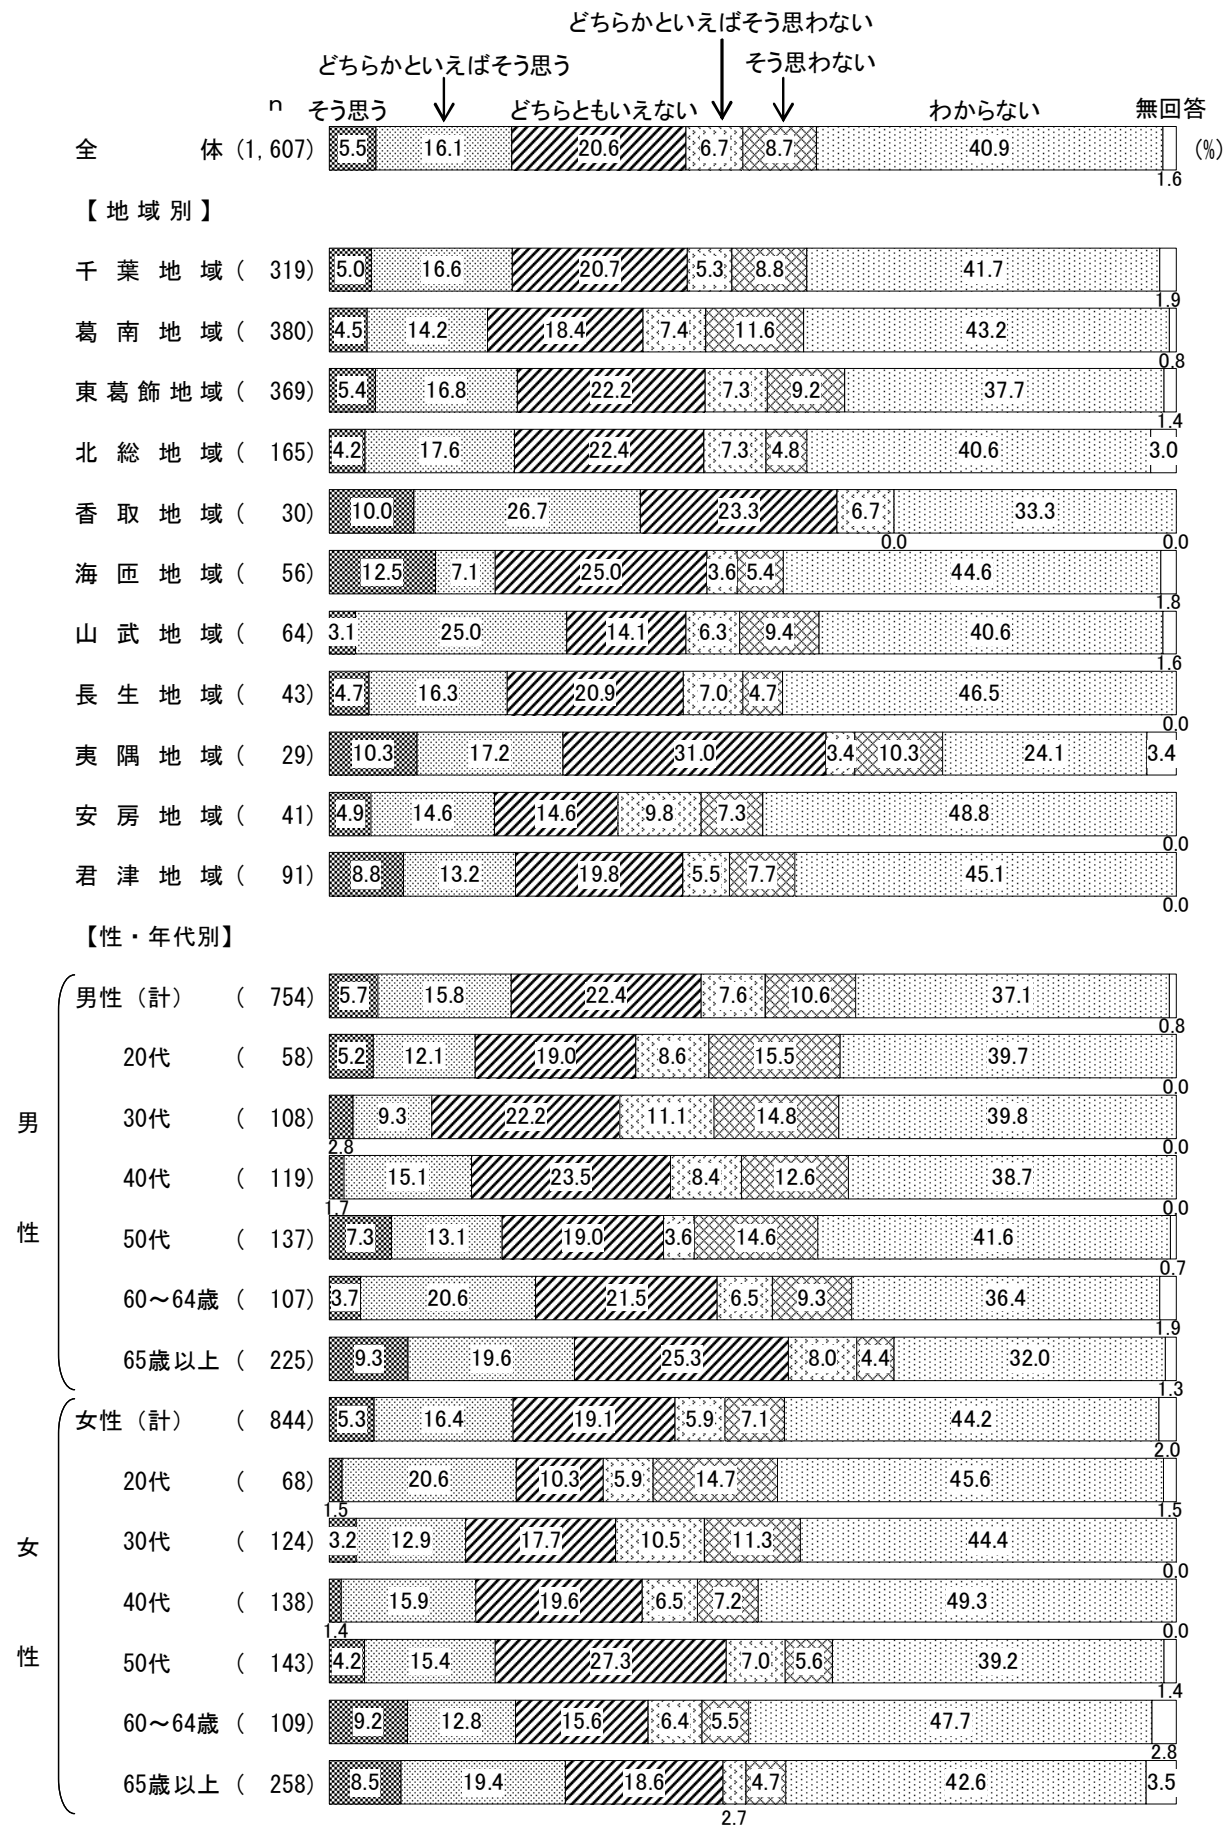 どちらかといえばそう思わない
どちらかといえばそう思う そう思わない
n そう思う どちらともいえない わからない 無回答
全 体 (1,607) 5.5 16.1 20.6 6.7 8.7 40.9 (%)
1.6
【地域別】
千葉地域 ( 319) 5.0 16.6 20.7 5.3 8.8 41.7
1.9
葛南地域 ( 380) 4.5 14.2 18.4 7.4 11.6 43.2
0.8
東葛飾地域 ( 369) 5.4 16.8 22.2 7.3 9.2 37.7
1.4
北総地域 ( 165) 4.2 17.6 22.4 7.3 4.8 40.6 3.0
香取地域 ( 30) 10.0 26.7 23.3 6.7 33.3
0.0 0.0
海匝地域 ( 56) 12.5 7.1 25.0 3.6 5.4 44.6
1.8
山武地域 ( 64) 3.1 25.0 14.1 6.3 9.4 40.6
1.6
長生地域 ( 43) 4.7 16.3 20.9 7.0 4.7 46.5
0.0
夷隅地域 ( 29) 10.3 17.2 31.0 3.4 10.3 24.1 3.4
安房地域 ( 41) 4.9 14.6 14.6 9.8 7.3 48.8
0.0
君津地域 ( 91) 8.8 13.2 19.8 5.5 7.7 45.1
0.0
【性・年代別】
男性（計） ( 754) 5.7 15.8 22.4 7.6 10.6 37.1
0.8
20代 ( 58) 5.2 12.1 19.0 8.6 15.5 39.7
0.0
男
30代 ( 108) 9.3 22.2 11.1 14.8 39.8
2.8 0.0
40代 ( 119) 15.1 23.5 8.4 12.6 38.7
1.7 0.0
性
50代 ( 137) 7.3 13.1 19.0 3.6 14.6 41.6
0.7
60～64歳 ( 107) 3.7 20.6 21.5 6.5 9.3 36.4
1.9
65歳以上 ( 225) 9.3 19.6 25.3 8.0 4.4 32.0
1.3
女性（計） ( 844) 5.3 16.4 19.1 5.9 7.1 44.2
2.0
20代 ( 68) 20.6 10.3 5.9 14.7 45.6
1.5 1.5
女
30代 ( 124) 3.2 12.9 17.7 10.5 11.3 44.4
0.0
40代 ( 138) 15.9 19.6 6.5 7.2 49.3
1.4 0.0
性
50代 ( 143) 4.2 15.4 27.3 7.0 5.6 39.2
1.4
60～64歳 ( 109) 9.2 12.8 15.6 6.4 5.5 47.7
2.8
65歳以上 ( 258) 8.5 19.4 18.6 4.7 42.6 3.5
2.7